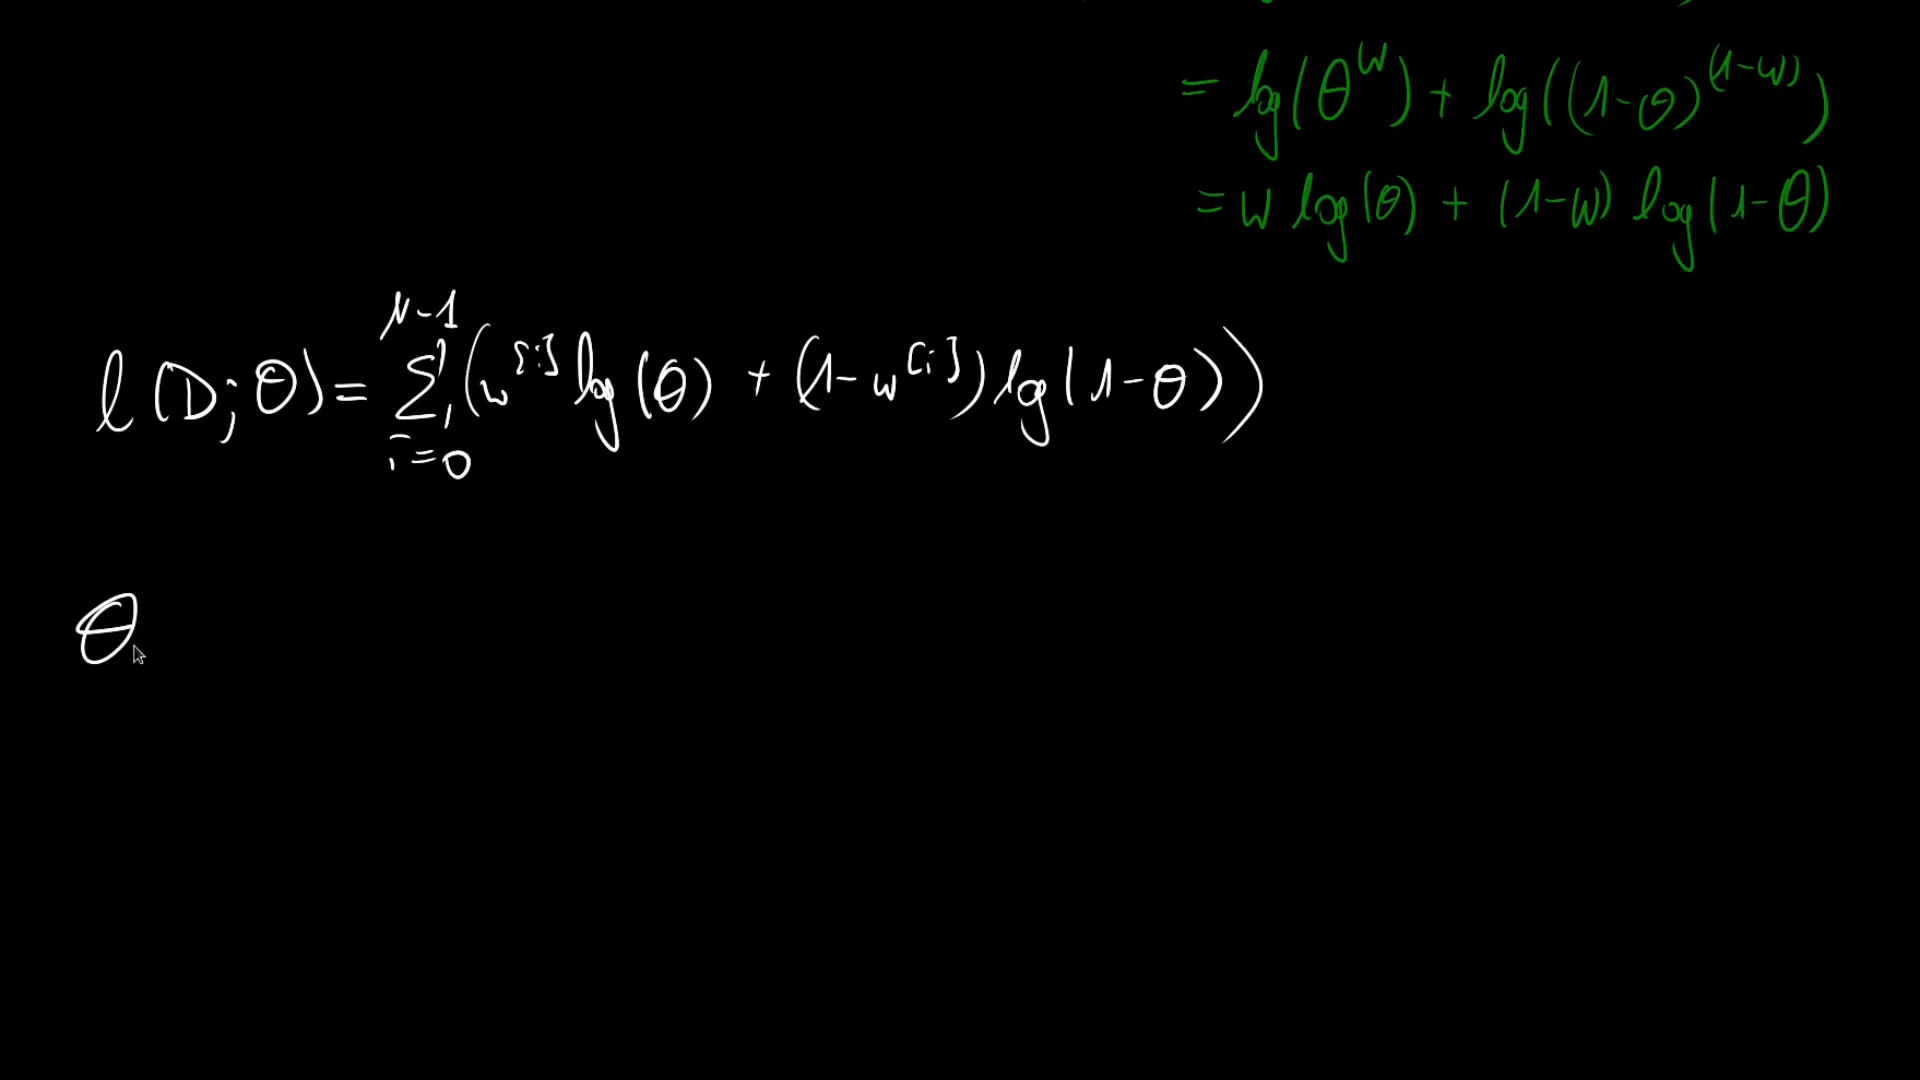 = log(θ^w) + log((1-θ)^(1-w))
= w log(θ) + (1-w) log(1-θ)
ℓ(D;θ) = ∑_{i=0}^{N-1} (w^[i] log(θ) + (1-w^[i]) log(1-θ))
θ